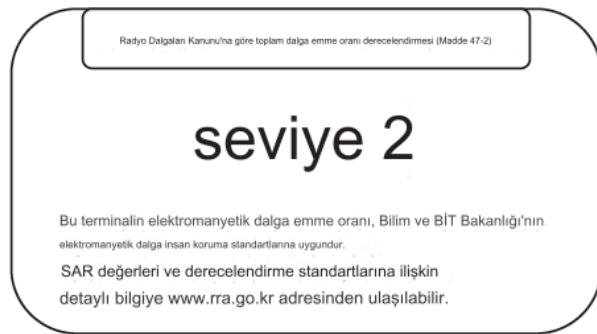 Radyo Dalgaları Kanunu'na göre toplam dalga emme oranı derecelendirmesi (Madde 47-2)
seviye 2
Bu terminalin elektromanyetik dalga emme oranı, Bilim ve BİT Bakanlığı'nın
elektromanyetik dalga insan koruma standartlarına uygundur.
SAR değerleri ve derecelendirme standartlarına ilişkin
detaylı bilgiye www.rra.go.kr adresinden ulaşılabilir.